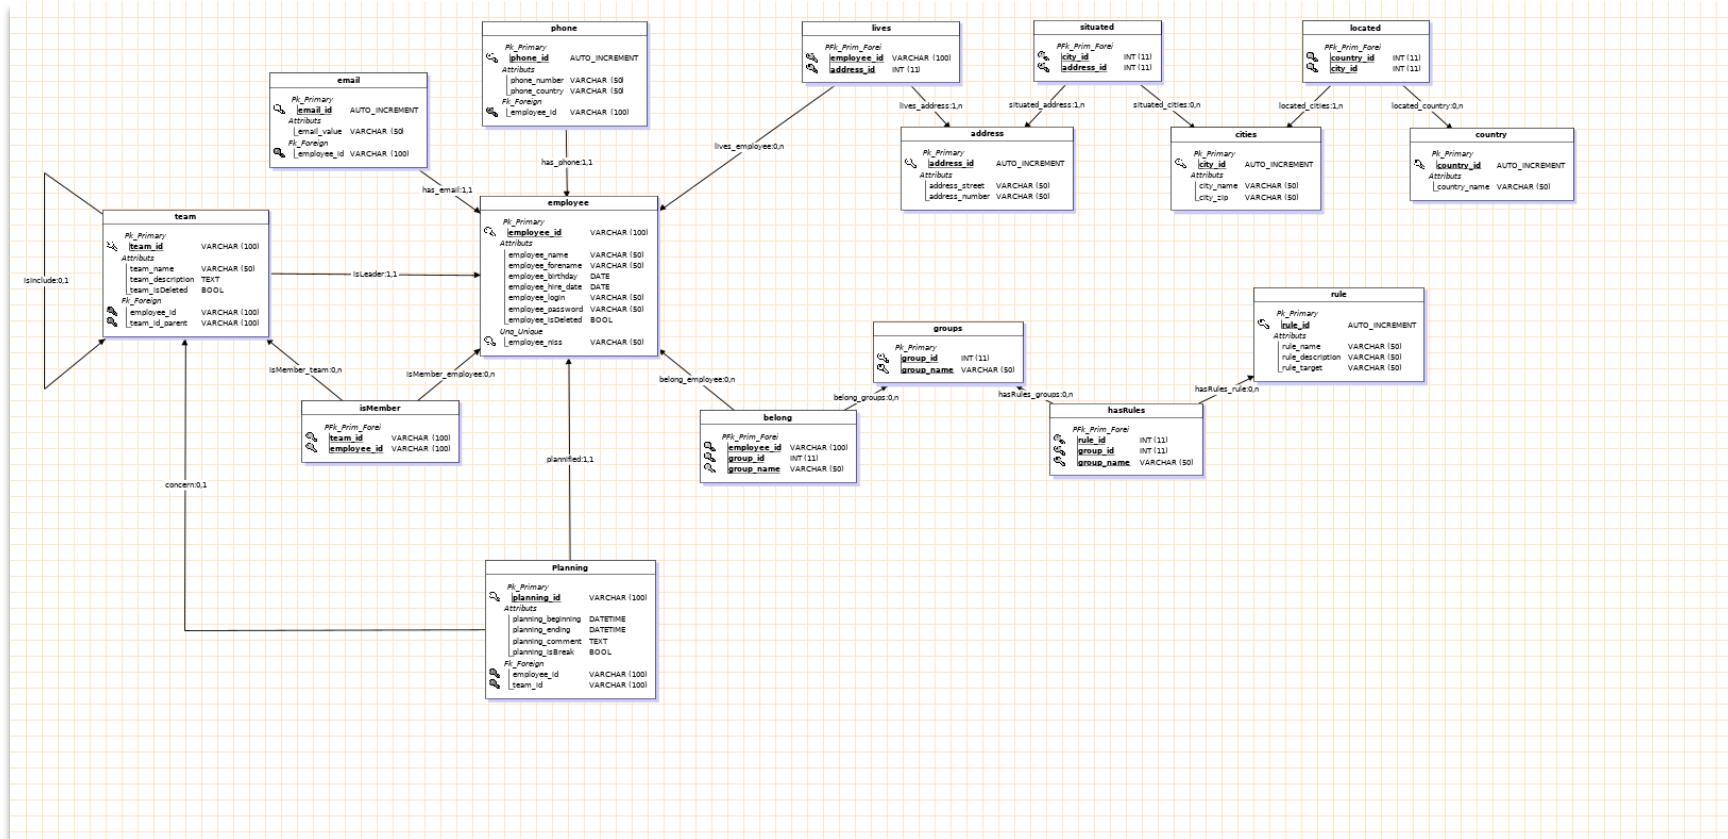 phone
Pk_Primary
phone_id AUTO_INCREMENT
Attributes
phone_number VARCHAR (50)
phone_country VARCHAR (50)
Fk_Foreign
employee_id VARCHAR (100)
lives
PFk_Prim_Forei
employee_id VARCHAR (100)
address_id INT (11)
situated
PFk_Prim_Forei
city_id INT (11)
address_id INT (11)
located
PFk_Prim_Forei
country_id INT (11)
city_id INT (11)
email
Pk_Primary
email_id AUTO_INCREMENT
Attributes
email_value VARCHAR (50)
Fk_Foreign
employee_id VARCHAR (100)
has_email:1,1
has_phone:1,1
lives_employee:0,n
lives_address:1,n
situated_address:1,n
situated_cities:0,n
located_cities:1,n
located_country:0,n
address
Pk_Primary
address_id AUTO_INCREMENT
Attributes
address_street VARCHAR (50)
address_number VARCHAR (50)
cities
Pk_Primary
city_id AUTO_INCREMENT
Attributes
city_name VARCHAR (50)
city_zip VARCHAR (50)
country
Pk_Primary
country_id AUTO_INCREMENT
Attributes
country_name VARCHAR (50)
team
Pk_Primary
team_id VARCHAR (100)
Attributes
team_name VARCHAR (50)
team_description TEXT
team_isDeleted BOOL
Fk_Foreign
employee_id VARCHAR (100)
team_id_parent VARCHAR (100)
isInclude:0,1
isLeader:1,1
employee
Pk_Primary
employee_id VARCHAR (100)
Attributes
employee_name VARCHAR (50)
employee_forename VARCHAR (50)
employee_birthday DATE
employee_hire_date DATE
employee_login VARCHAR (50)
employee_password VARCHAR (50)
employee_isDeleted BOOL
Unq_Unique
employee_niss VARCHAR (50)
groups
Pk_Primary
group_id INT (11)
group_name VARCHAR (50)
rule
Pk_Primary
rule_id AUTO_INCREMENT
Attributes
rule_name VARCHAR (50)
rule_description VARCHAR (50)
rule_target VARCHAR (50)
isMember_team:0,n
isMember_employee:0,n
belong_employee:0,n
belong_groups:0,n
hasRules_groups:0,n
hasRules_rule:0,n
isMember
PFk_Prim_Forei
team_id VARCHAR (100)
employee_id VARCHAR (100)
belong
PFk_Prim_Forei
employee_id VARCHAR (100)
group_id INT (11)
group_name VARCHAR (50)
hasRules
PFk_Prim_Forei
rule_id INT (11)
group_id INT (11)
group_name VARCHAR (50)
plannified:1,1
concern:0,1
Planning
Pk_Primary
planning_id VARCHAR (100)
Attributes
planning_beginning DATETIME
planning_ending DATETIME
planning_comment TEXT
planning_isBreak BOOL
Fk_Foreign
employee_id VARCHAR (100)
team_id VARCHAR (100)